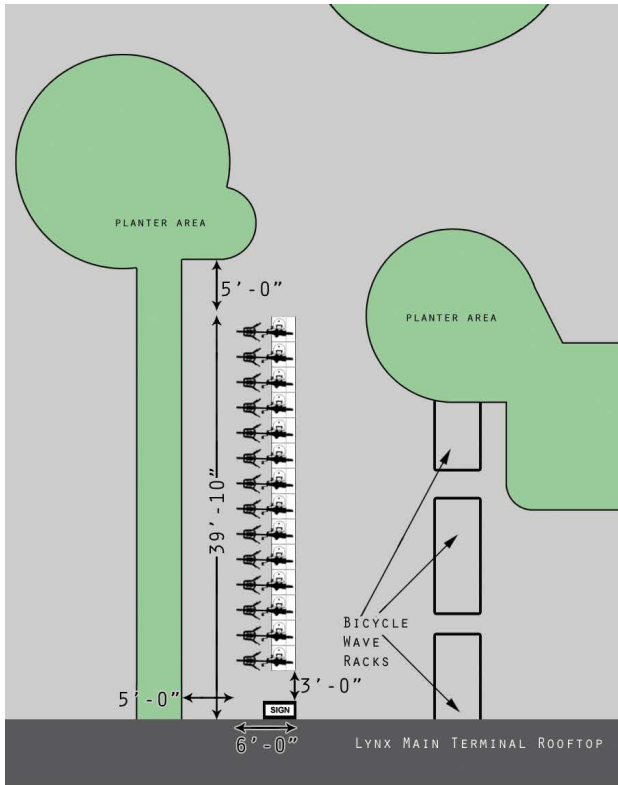 PLANTER AREA
5'-0"
PLANTER AREA
39'-10"
BICYCLE
WAVE
RACKS
3'-0"
5'-0"
SIGN
6'-0"
LYNX MAIN TERMINAL ROOFTOP